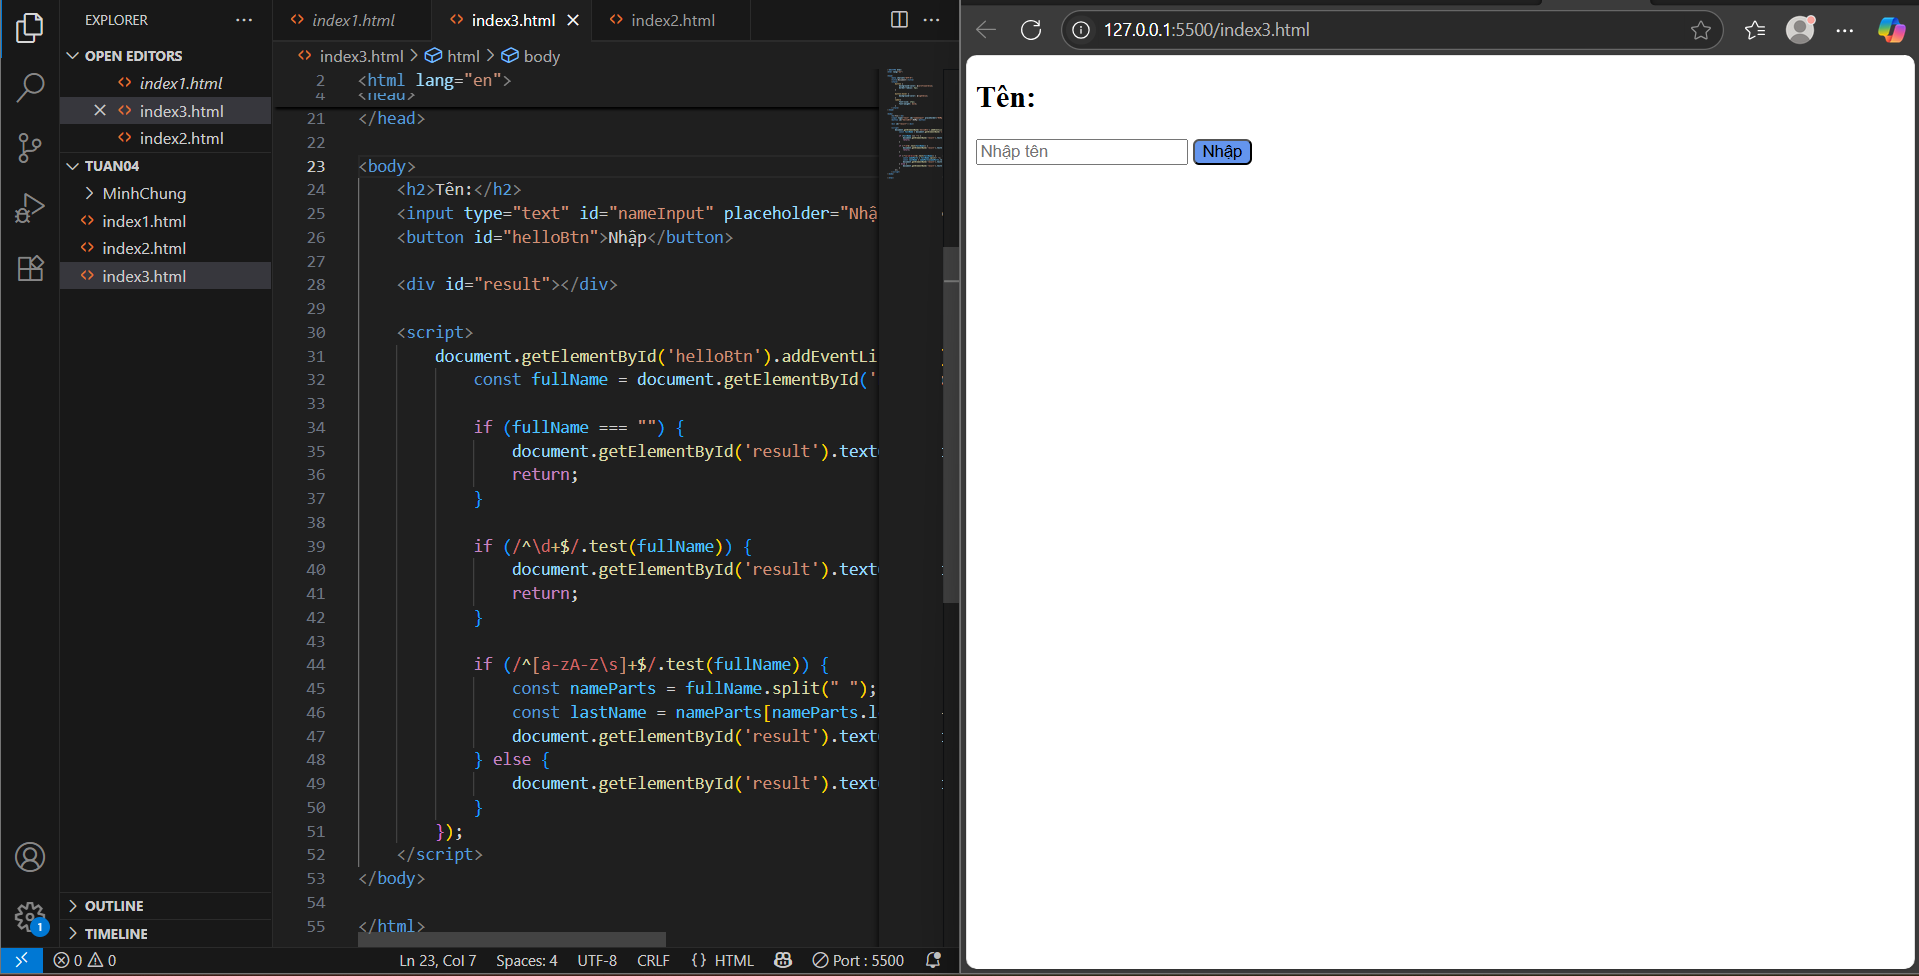 EXPLORER
OPEN EDITORS
index1.html
index3.html
index2.html
TUAN04
MinhChung
index1.html
index2.html
index3.html
OUTLINE
TIMELINE
1
index1.html
index3.html
index2.html
index3.html > html > body
2 <html lang="en">
4 <head>
21 </head>
22
23 <body>
24 <h2>Tên:</h2>
25 <input type="text" id="nameInput" placeholder="Nhậ
26 <button id="helloBtn">Nhập</button>
27
28 <div id="result"></div>
29
30 <script>
31 document.getElementById('helloBtn').addEventLi
32 const fullName = document.getElementById('
33
34 if (fullName === "") {
35 document.getElementById('result').text
36 return;
37 }
38
39 if (/^\d+$/.test(fullName)) {
40 document.getElementById('result').text
41 return;
42 }
43
44 if (/^[a-zA-Z\s]+$/.test(fullName)) {
45 const nameParts = fullName.split(" ");
46 const lastName = nameParts[nameParts.l
47 document.getElementById('result').text
48 } else {
49 document.getElementById('result').text
50 }
51 });
52 </script>
53 </body>
54
55 </html>
0 0
Ln 23, Col 7
Spaces: 4
UTF-8
CRLF
{ } HTML
Port : 5500
127.0.0.1:5500/index3.html
Tên:
Nhập tên
Nhập